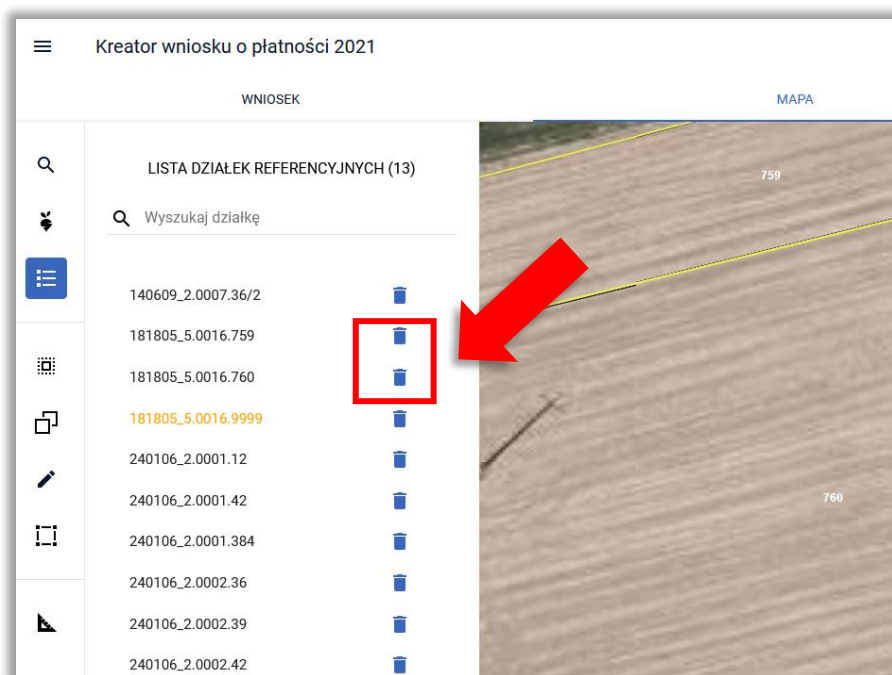 Kreator wniosku o płatności 2021
WNIOSEK
MAPA
LISTA DZIAŁEK REFERENCYJNYCH (13)
Wyszukaj działkę
140609_2.0007.36/2
181805_5.0016.759
181805_5.0016.760
181805_5.0016.9999
240106_2.0001.12
240106_2.0001.42
240106_2.0001.384
240106_2.0002.36
240106_2.0002.39
240106_2.0002.42
759
760